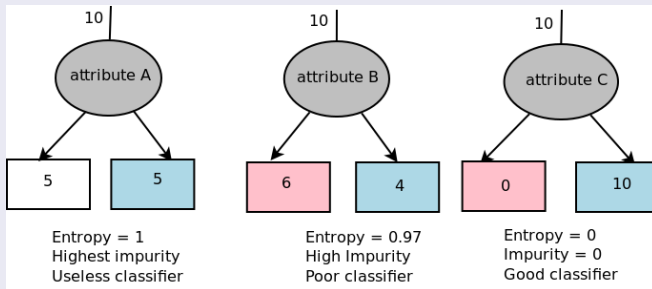 10
attribute A
5
5
Entropy = 1
Highest impurity
Useless classifier
10
attribute B
6
4
Entropy = 0.97
High Impurity
Poor classifier
10
attribute C
0
10
Entropy = 0
Impurity = 0
Good classifier